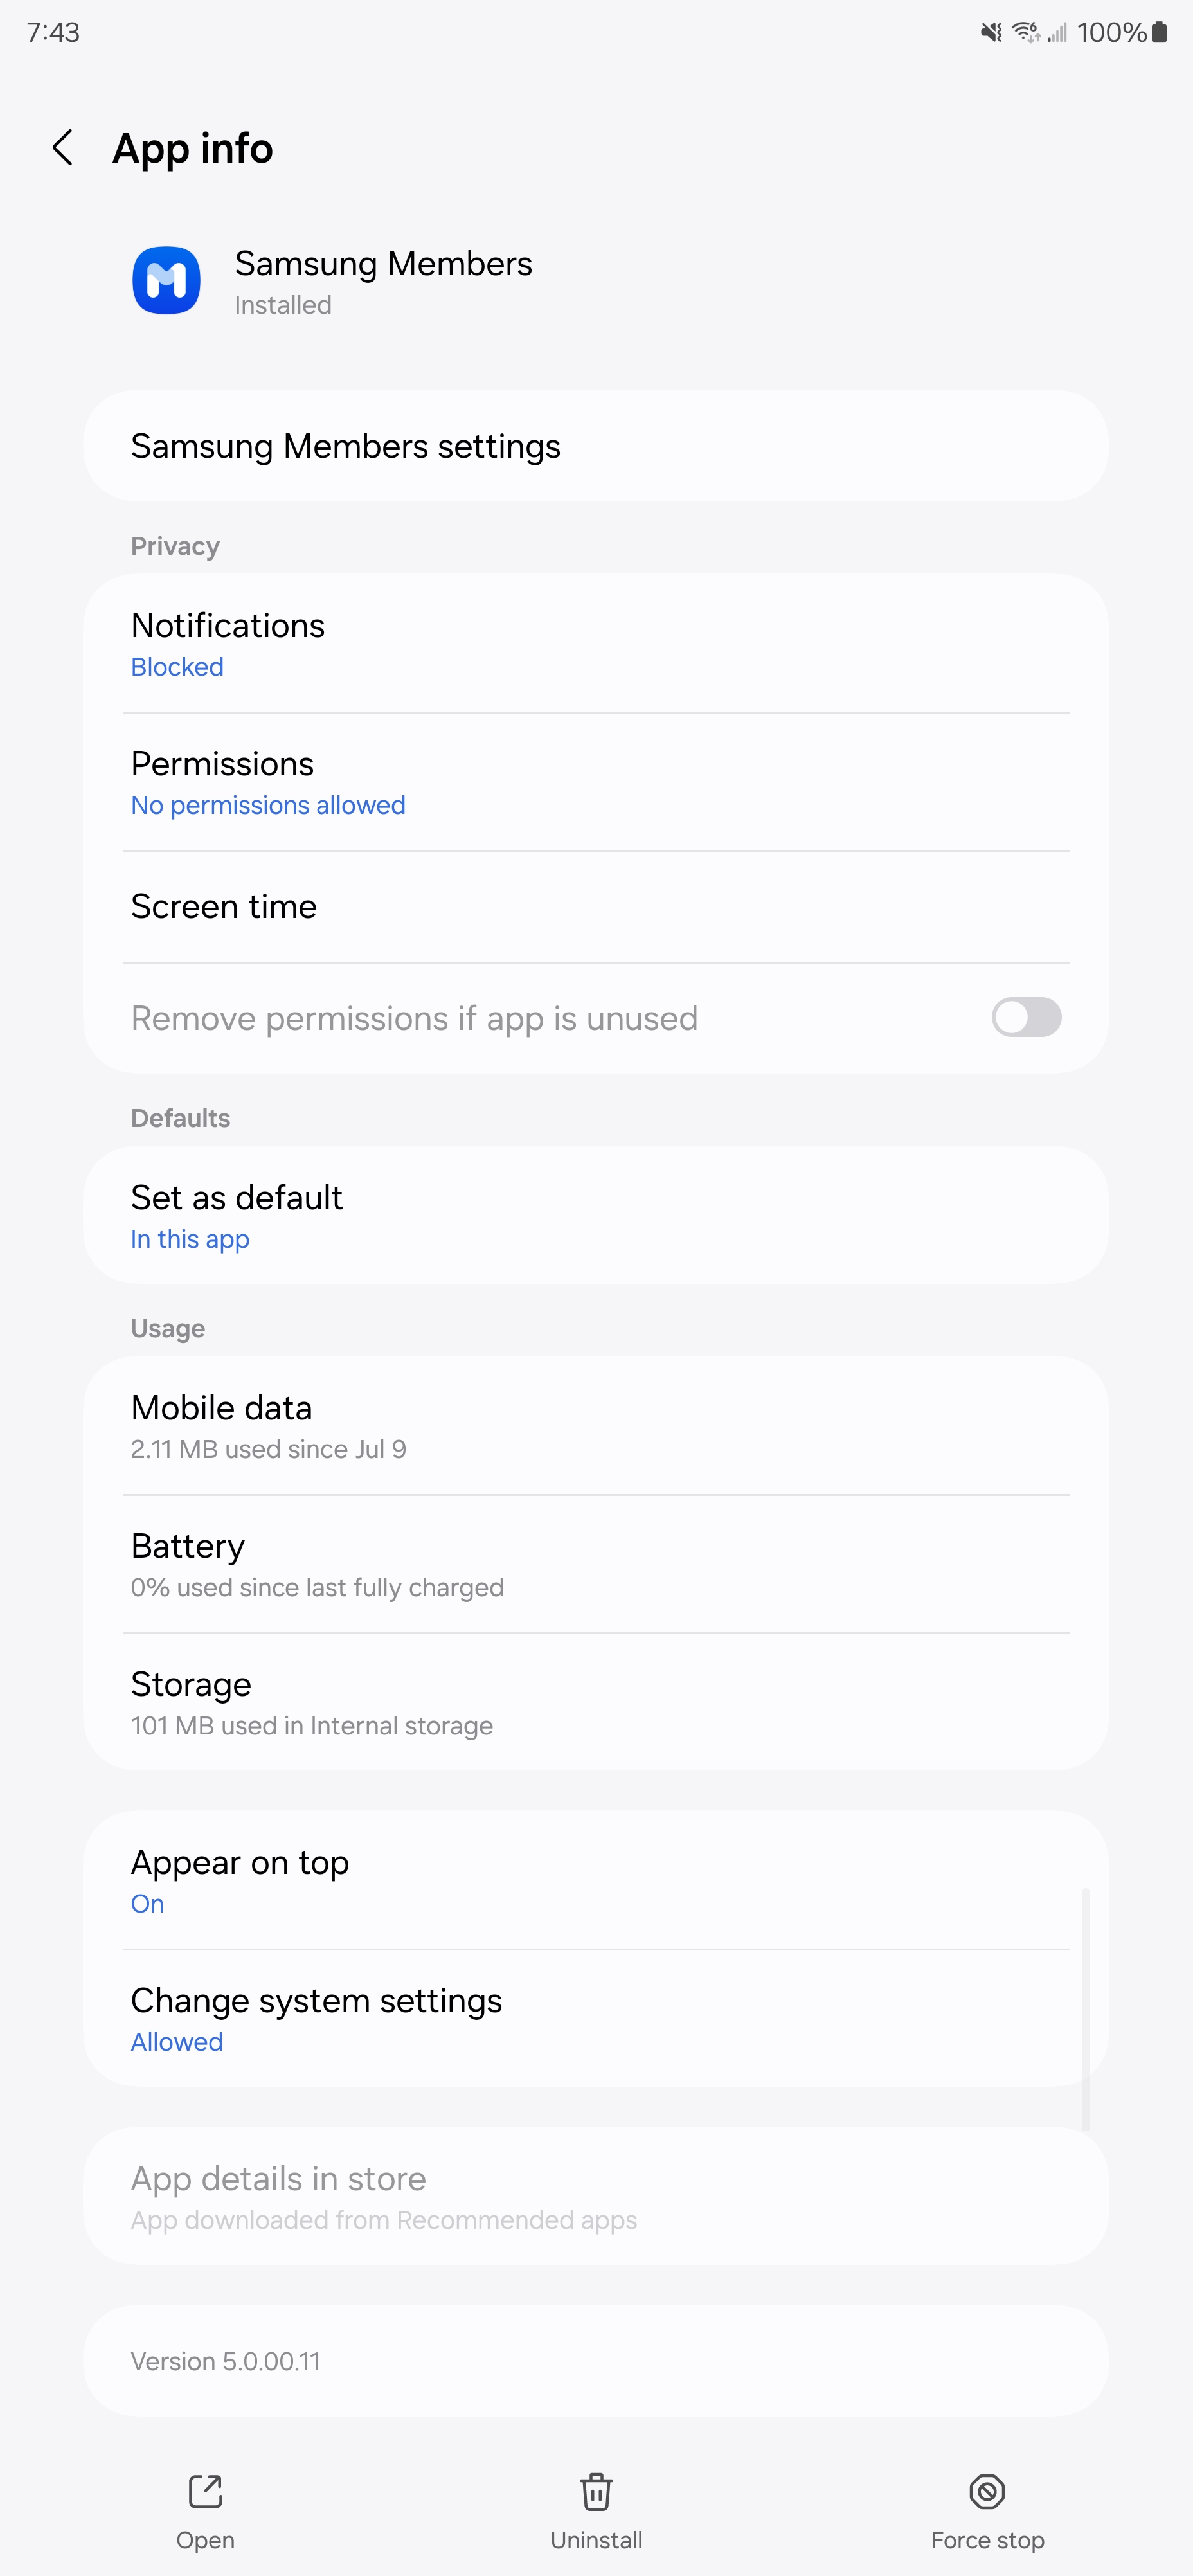 7:43
100%
App info
Samsung Members
Installed
Samsung Members settings
Privacy
Notifications
Blocked
Permissions
No permissions allowed
Screen time
Remove permissions if app is unused
Defaults
Set as default
In this app
Usage
Mobile data
2.11 MB used since Jul 9
Battery
0% used since last fully charged
Storage
101 MB used in Internal storage
Appear on top
On
Change system settings
Allowed
App details in store
App downloaded from Recommended apps
Version 5.0.00.11
Open
Uninstall
Force stop